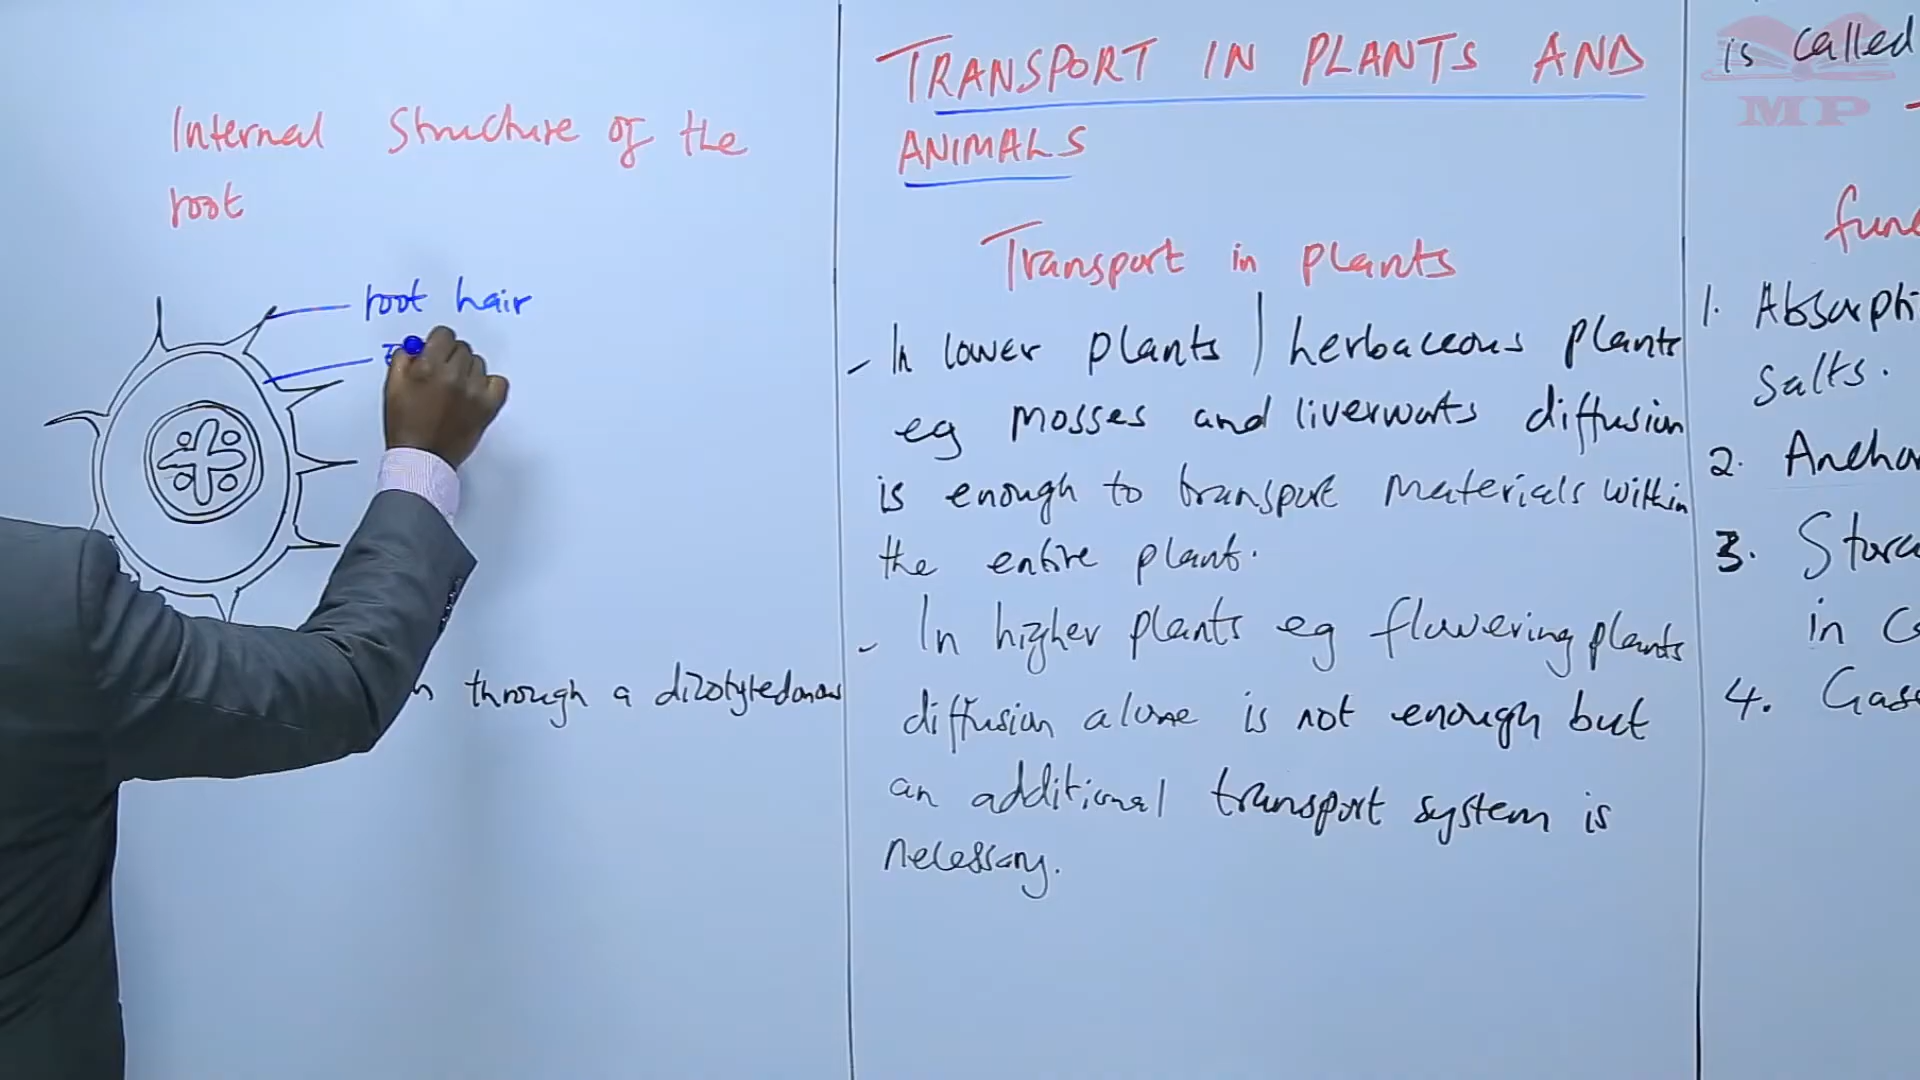 Internal Structure of the
root
root hair
through a dizotyledonous
TRANSPORT IN PLANTS AND
ANIMALS
Transport in plants
- In lower plants / herbaceous plants
eg mosses and liverworts diffusion
is enough to transport materials within
the entire plant.
- In higher plants eg flowering plants
diffusion alone is not enough but
an additional transport system is
necessary.
is called
MP
1.
salts.
2.
3.
in
4.